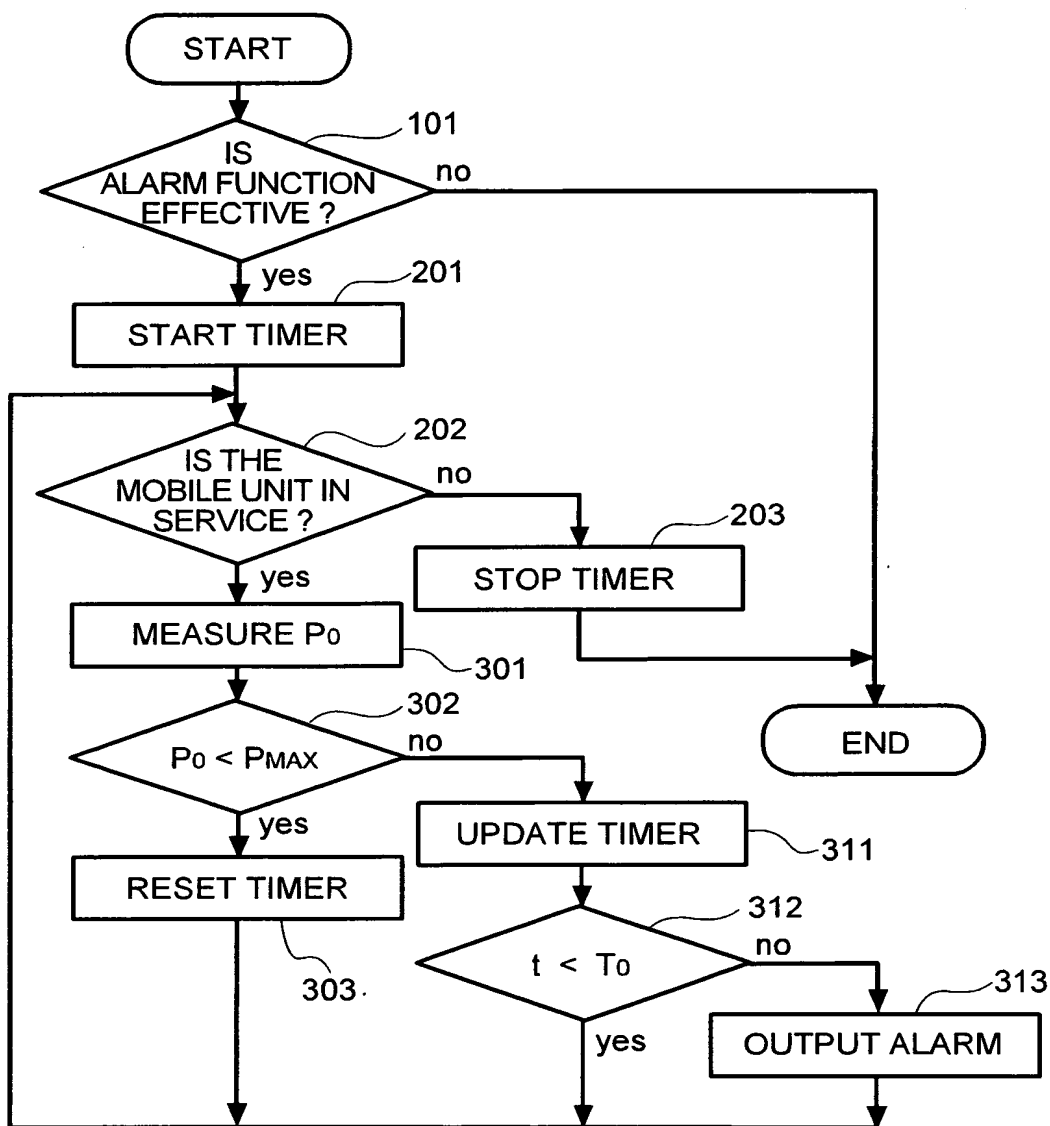 START
101
IS
ALARM FUNCTION
EFFECTIVE ?
no
yes
201
START TIMER
202
IS THE
MOBILE UNIT IN
SERVICE ?
no
203
STOP TIMER
yes
MEASURE P0
301
302
P0 < PMAX
no
END
yes
UPDATE TIMER
311
RESET TIMER
303
312
t < T0
no
313
yes
OUTPUT ALARM